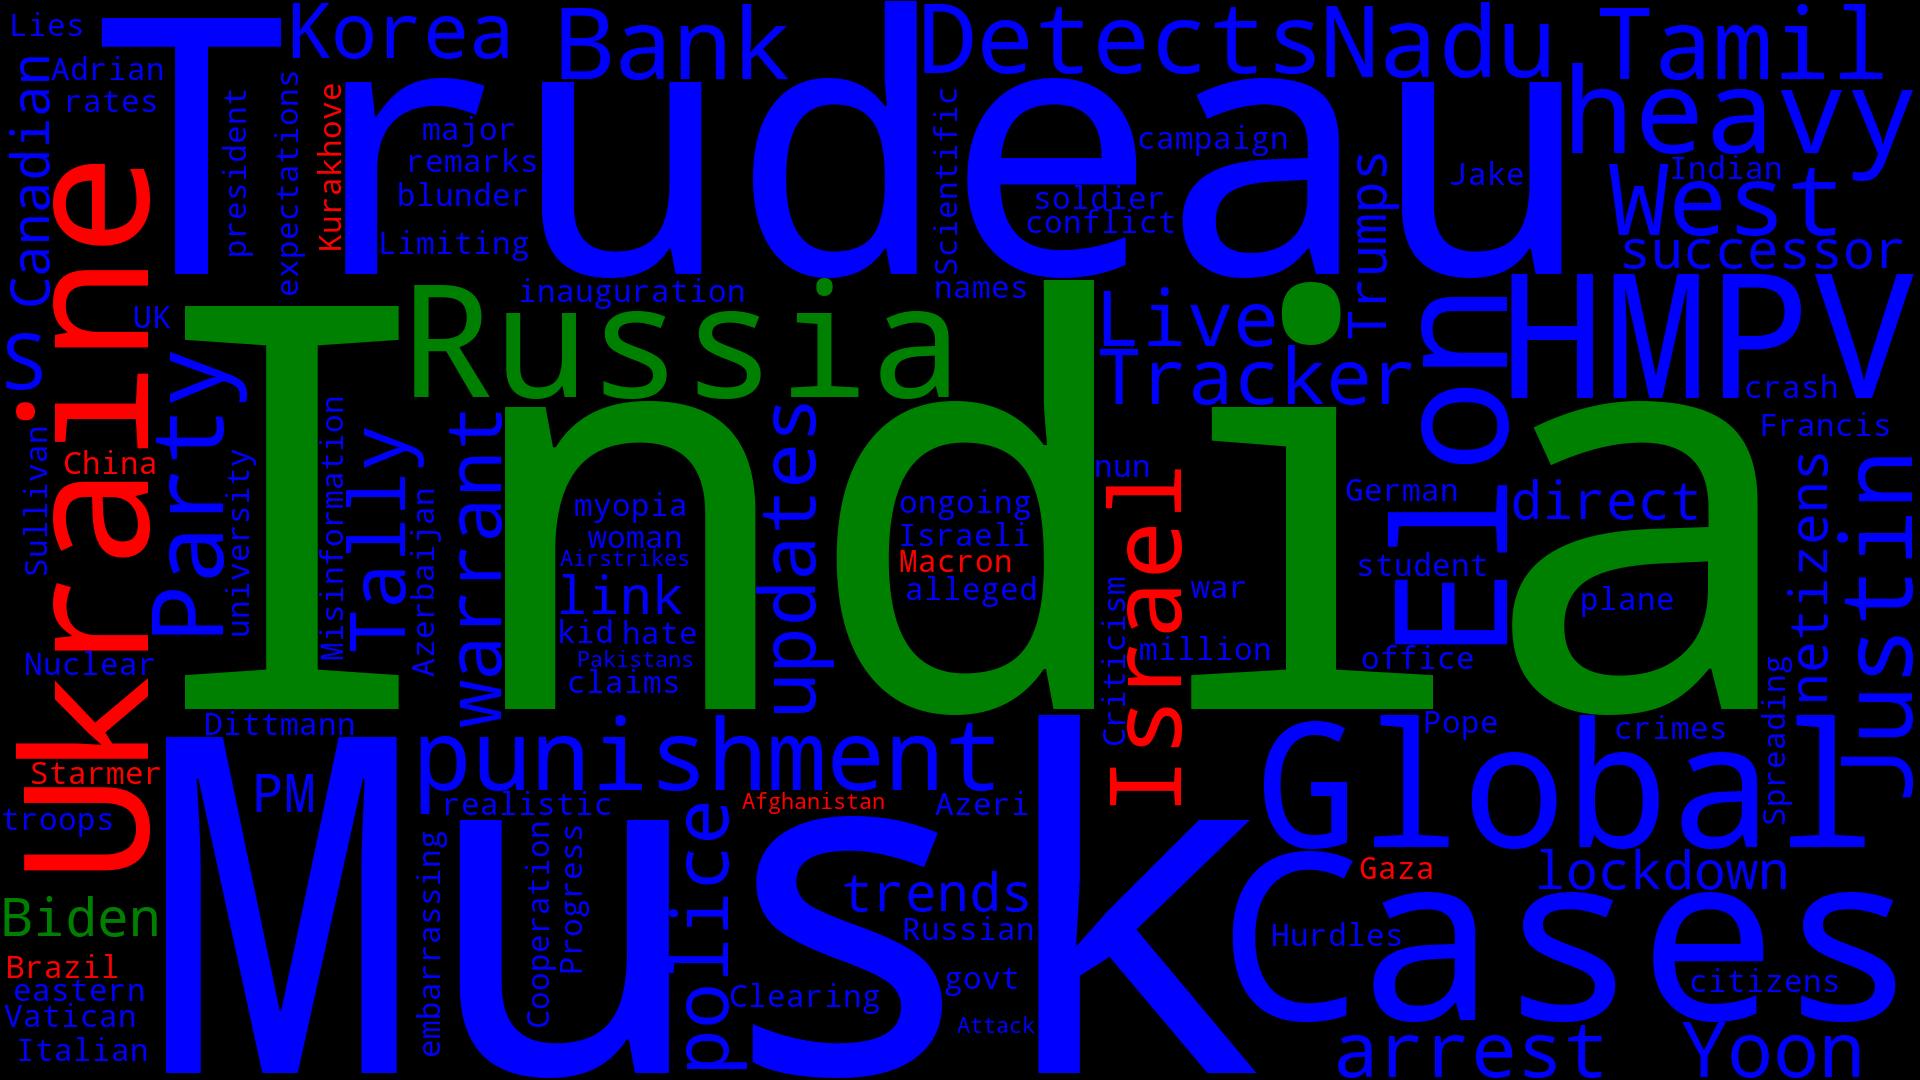 Lies
Trudeau
Korea
Bank
Detects
Nadu
Tamil
Adrian
rates
Canadian
president
expectations
Kurakhove
major
remarks
blunder
Limiting
Scientific
campaign
soldier
conflict
Trumps
Jake
heavy
Indian
West
successor
Ukraine
S
UK
Russia
inauguration
names
Live
Tracker
Elon
HMPV
crash
Francis
Party
India
Sullivan
China
university
Misinformation
Tally
Azerbaijan
warrant
myopia
woman
Airstrikes
link
kid
hate
Pakistans
claims
updates
ongoing
Israeli
Macron
alleged
nun
Israel
Criticism
war
million
German
student
office
direct
plane
netizens
Justin
Nuclear
Dittmann
Musk
PM
punishment
realistic
Afghanistan
Azeri
Global
Pope
crimes
Spreading
Starmer
troops
embarrassing
Cooperation
Progress
police
trends
Russian
Clearing
govt
Attack
Cases
Gaza
lockdown
Hurdles
citizens
Biden
Brazil
eastern
Vatican
Italian
arrest
Yoon